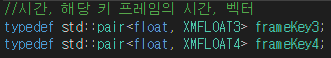 //시간, 해당 키 프레임의 시간, 벡터
typedef std::pair<float, XMFLOAT3> frameKey3;
typedef std::pair<float, XMFLOAT4> frameKey4;